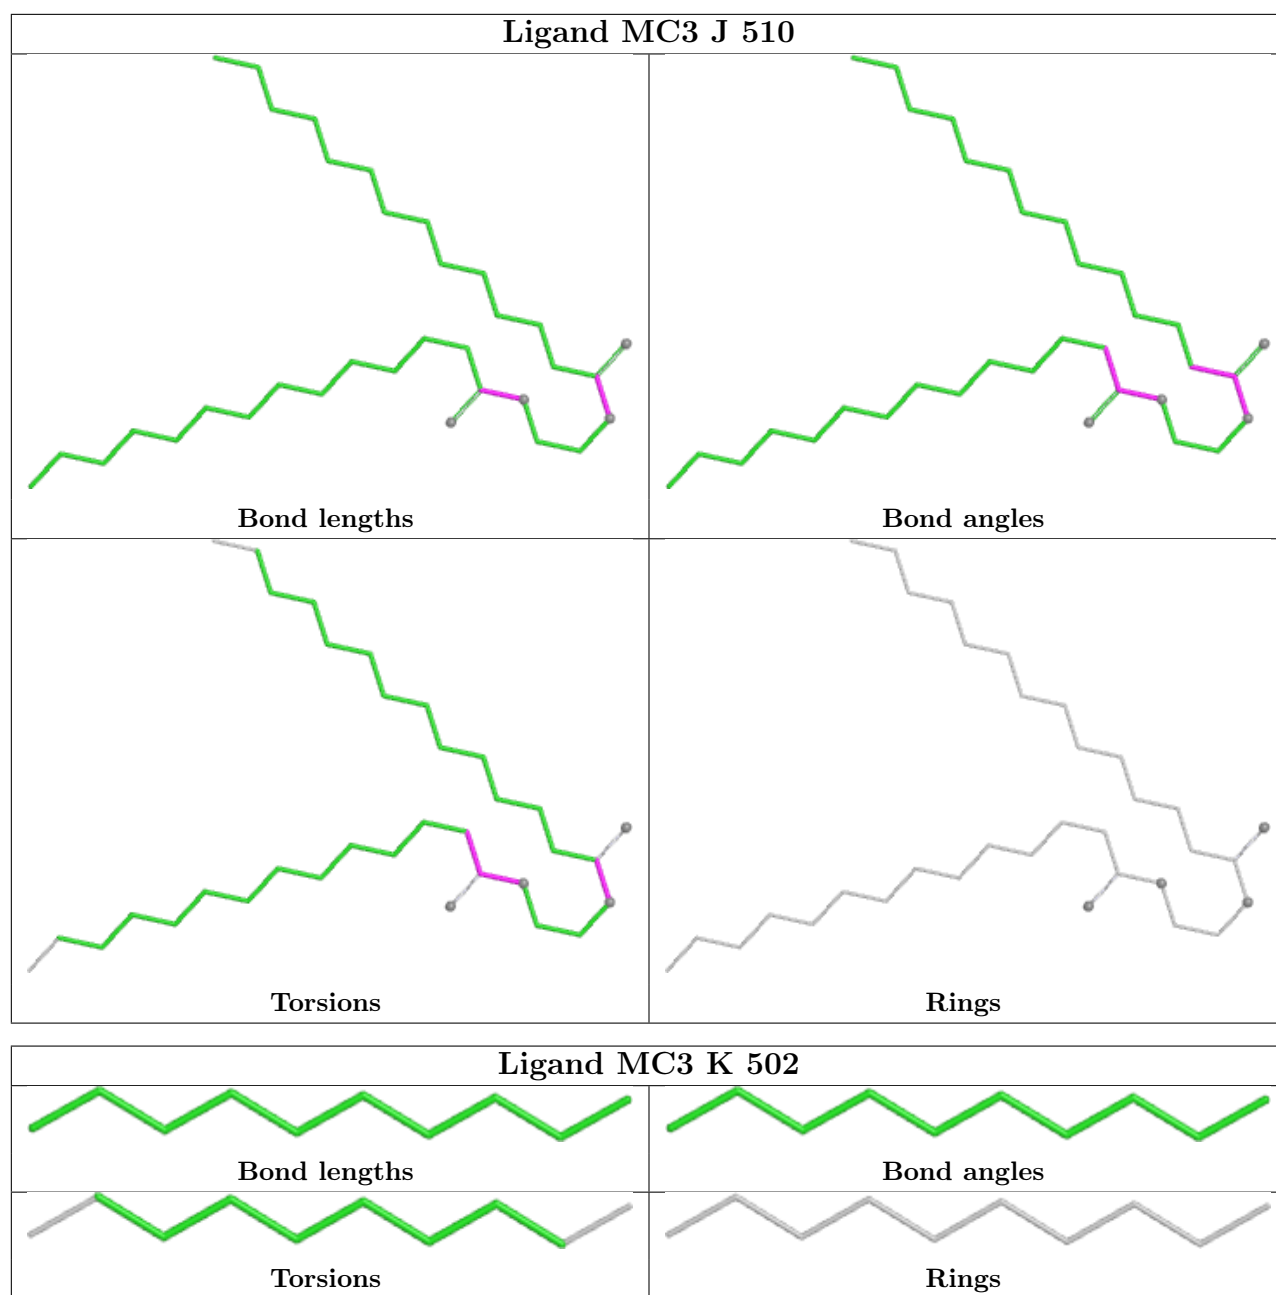 Ligand MC3 J 510
Bond lengths
Bond angles
Torsions
Rings
Ligand MC3 K 502
Bond lengths
Bond angles
Torsions
Rings